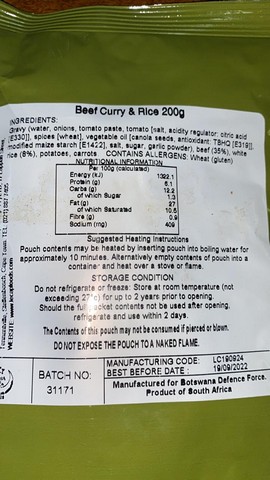 Beef Curry & Rice 200g
INGREDIENTS:
Gravy (water, onions, tomato paste, tomato [salt, acidity regulator: citric acid
[E330]], spices [wheat], vegetable oil [canola seeds, antioxidant: TBHQ [E319]],
modified maize starch [E1422], salt, sugar, garlic powder), beef (35%), white
rice (8%), potatoes, carrots CONTAINS ALLERGENS: Wheat (gluten)
NUTRITIONAL INFORMATION
Per 100g (calculated)
Energy (kJ) 1322.1
Protein (g) 6.1
Carbs (g) 12.2
of which Sugar 1.3
Fat (g) 27
of which Saturated 10.5
Fibre (g) 0.9
Sodium (mg) 409
Suggested Heating Instructions
Pouch contents may be heated by inserting pouch into boiling water for
approximately 10 minutes. Alternatively empty contents of pouch into a
container and heat over a stove or flame.
STORAGE CONDITION
Do not refrigerate or freeze: Store at room temperature (not
exceeding 27°c) for up to 2 years prior to opening.
Should the full pocket contents not be used after opening,
refrigerate and use within 2 days.
The Contents of this pouch may not be consumed if pierced or blown.
DO NOT EXPOSE THE POUCH TO A NAKED FLAME.
BATCH NO:
31171
MANUFACTURING CODE: LC190924
BEST BEFORE DATE : 19/09/2022
Manufactured for Botswana Defence Force.
Product of South Africa